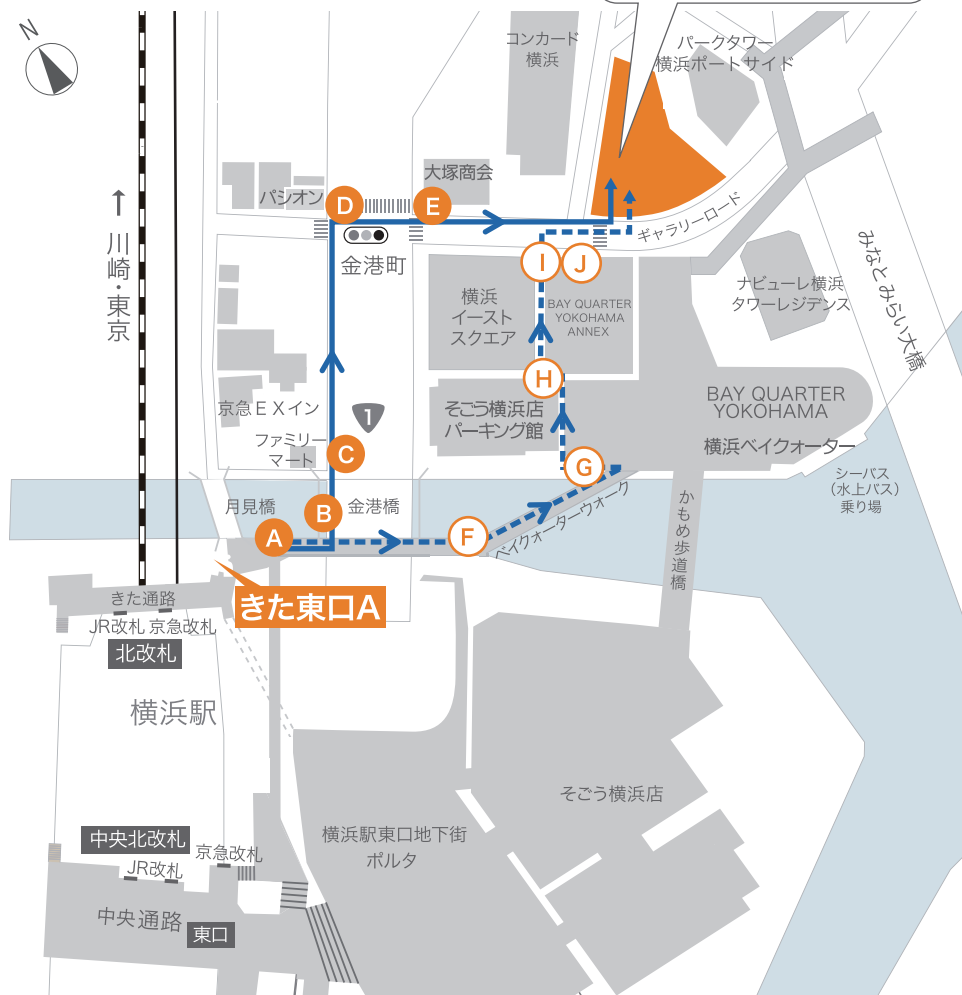 N
コンカード
横浜
パークタワー
横浜ポートサイド
大塚商会
パシオン
D
E
金港町
ギャラリーロード
↑川崎・東京
I
J
横浜
イースト
スクエア
BAY QUARTER
YOKOHAMA
ANNEX
ナビューレ横浜
タワーレジデンス
みなとみらい大橋
H
京急EXイン
1
そごう横浜店
パーキング館
BAY QUARTER
YOKOHAMA
横浜ベイクォーター
ファミリー
マート
C
G
シーバス
(水上バス)
乗り場
月見橋
B
金港橋
A
F
ベイクォーターウォーク
かもめ歩道橋
きた東口A
きた通路
JR改札 京急改札
北改札
横浜駅
そごう横浜店
横浜駅東口地下街
ポルタ
中央北改札
京急改札
JR改札
中央通路
東口